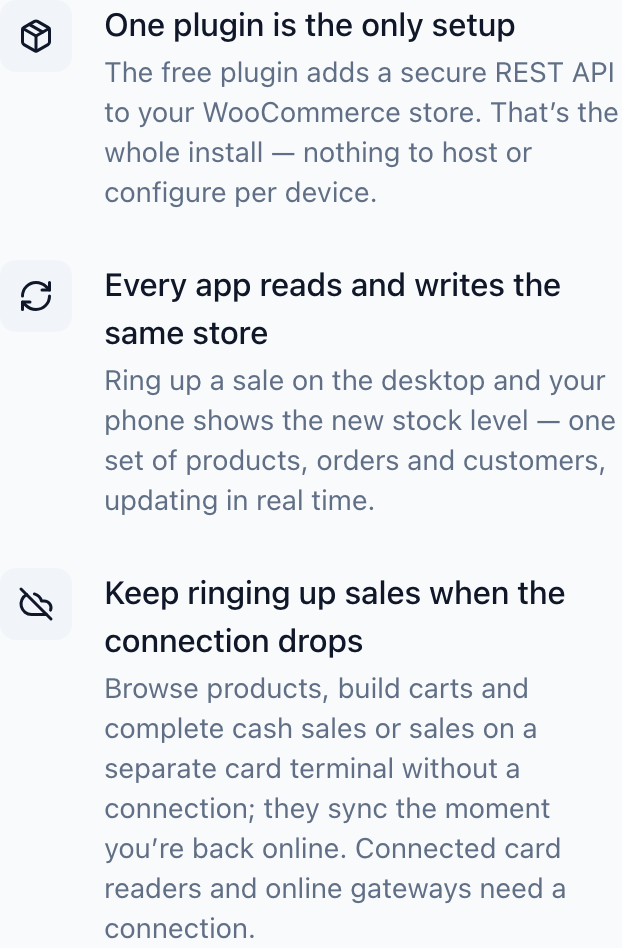 One plugin is the only setup
The free plugin adds a secure REST API
to your WooCommerce store. That’s the
whole install — nothing to host or
configure per device.
Every app reads and writes the
same store
Ring up a sale on the desktop and your
phone shows the new stock level — one
set of products, orders and customers,
updating in real time.
Keep ringing up sales when the
connection drops
Browse products, build carts and
complete cash sales or sales on a
separate card terminal without a
connection; they sync the moment
you’re back online. Connected card
readers and online gateways need a
connection.